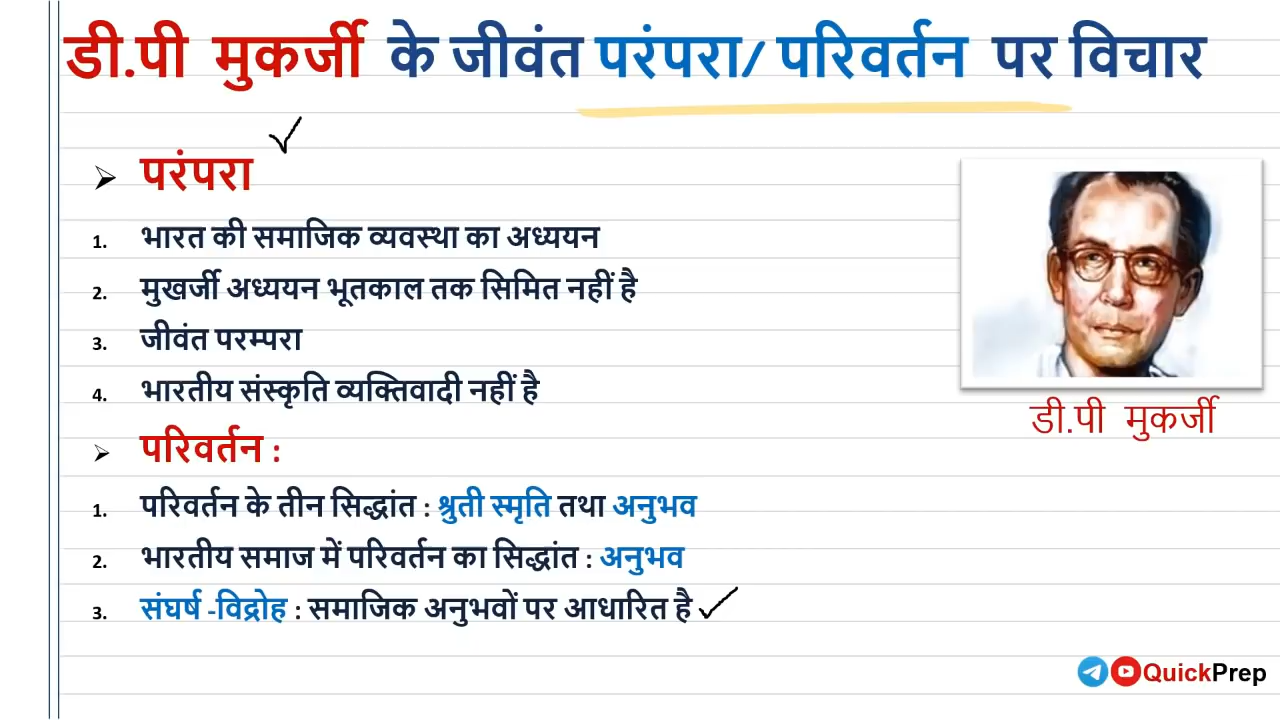 डी.पी मुकर्जी के जीवंत परंपरा/ परिवर्तन पर विचार
➢ परंपरा
1. भारत की समाजिक व्यवस्था का अध्ययन
2. मुखर्जी अध्ययन भूतकाल तक सिमित नहीं है
3. जीवंत परम्परा
4. भारतीय संस्कृति व्यक्तिवादी नहीं है
डी.पी मुकर्जी
➢ परिवर्तन :
1. परिवर्तन के तीन सिद्धांत : श्रुती स्मृति तथा अनुभव
2. भारतीय समाज में परिवर्तन का सिद्धांत : अनुभव
3. संघर्ष -विद्रोह : समाजिक अनुभवों पर आधारित है
QuickPrep